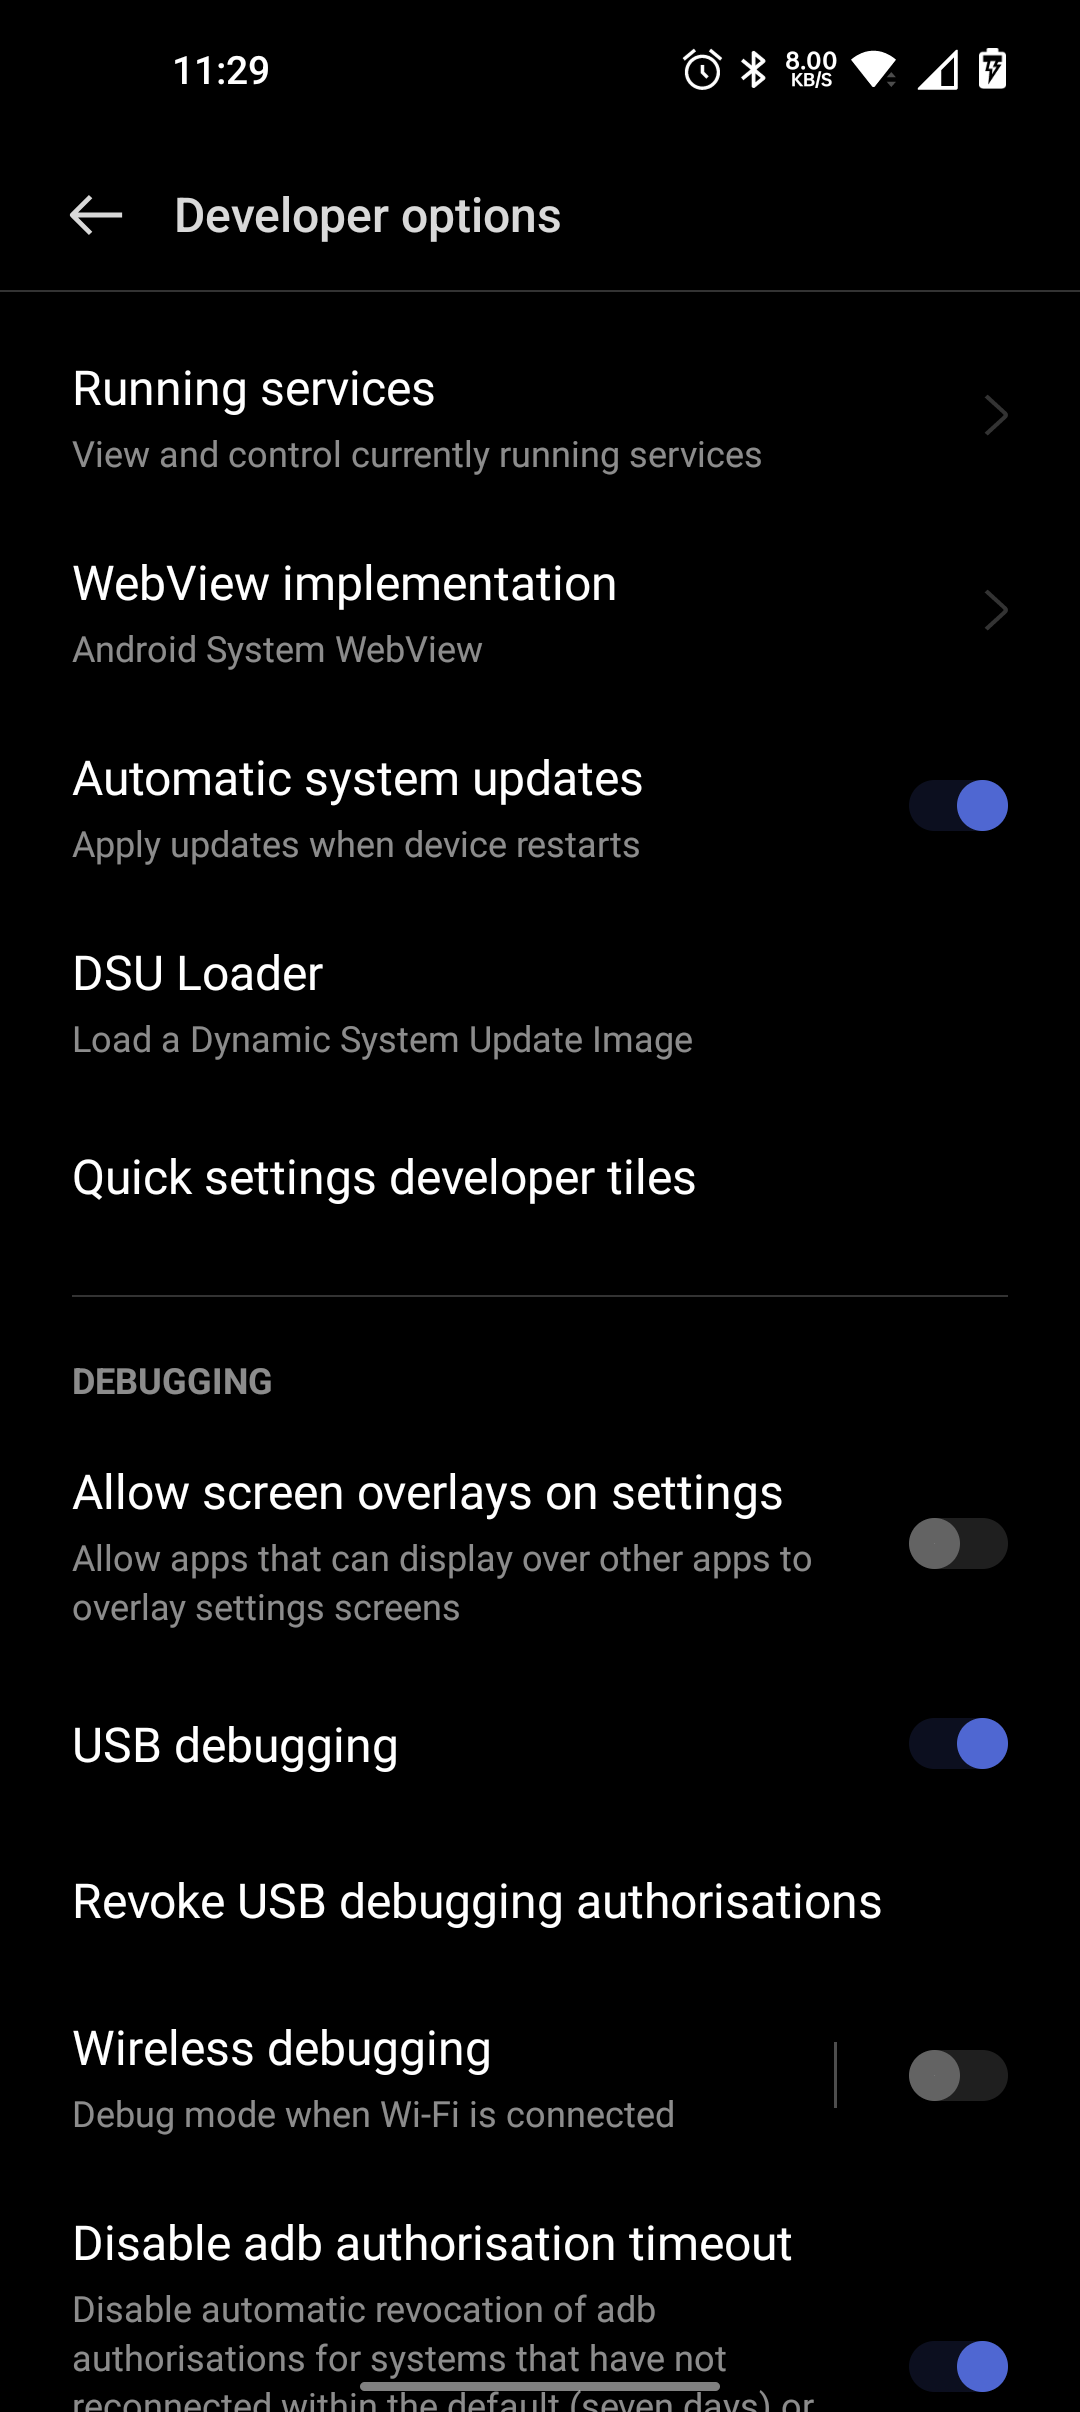 11:29
8.00
KB/S
Developer options
Running services
View and control currently running services
WebView implementation
Android System WebView
Automatic system updates
Apply updates when device restarts
DSU Loader
Load a Dynamic System Update Image
Quick settings developer tiles
DEBUGGING
Allow screen overlays on settings
Allow apps that can display over other apps to
overlay settings screens
USB debugging
Revoke USB debugging authorisations
Wireless debugging
Debug mode when Wi-Fi is connected
Disable adb authorisation timeout
Disable automatic revocation of adb
authorisations for systems that have not
reconnected within the default (seven days) or